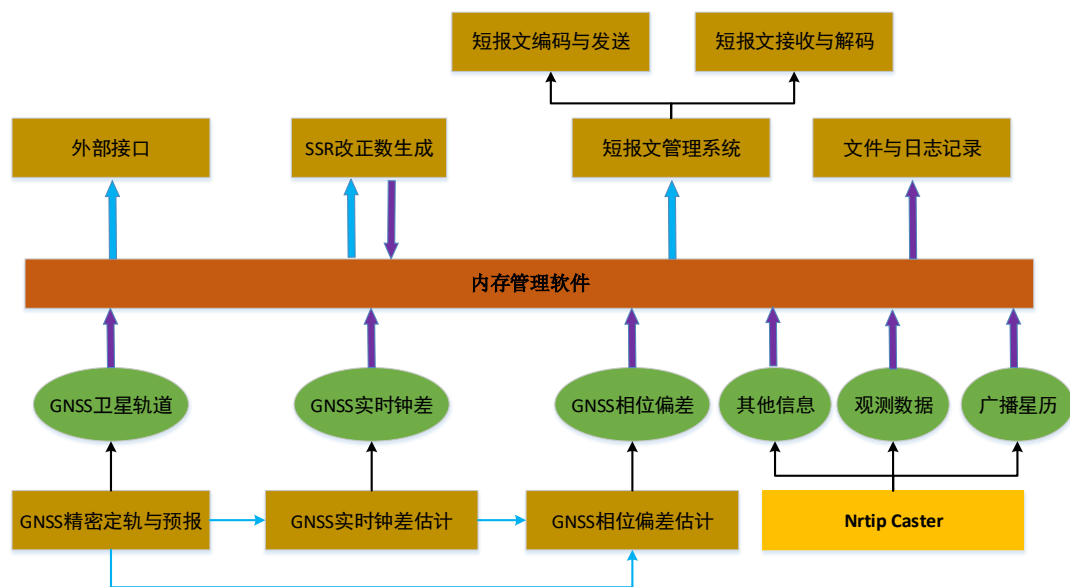 短报文编码与发送
短报文接收与解码
外部接口
SSR改正数生成
短报文管理系统
文件与日志记录
内存管理软件
GNSS卫星轨道
GNSS实时钟差
GNSS相位偏差
其他信息
观测数据
广播星历
GNSS精密定轨与预报
GNSS实时钟差估计
GNSS相位偏差估计
Nrtip Caster